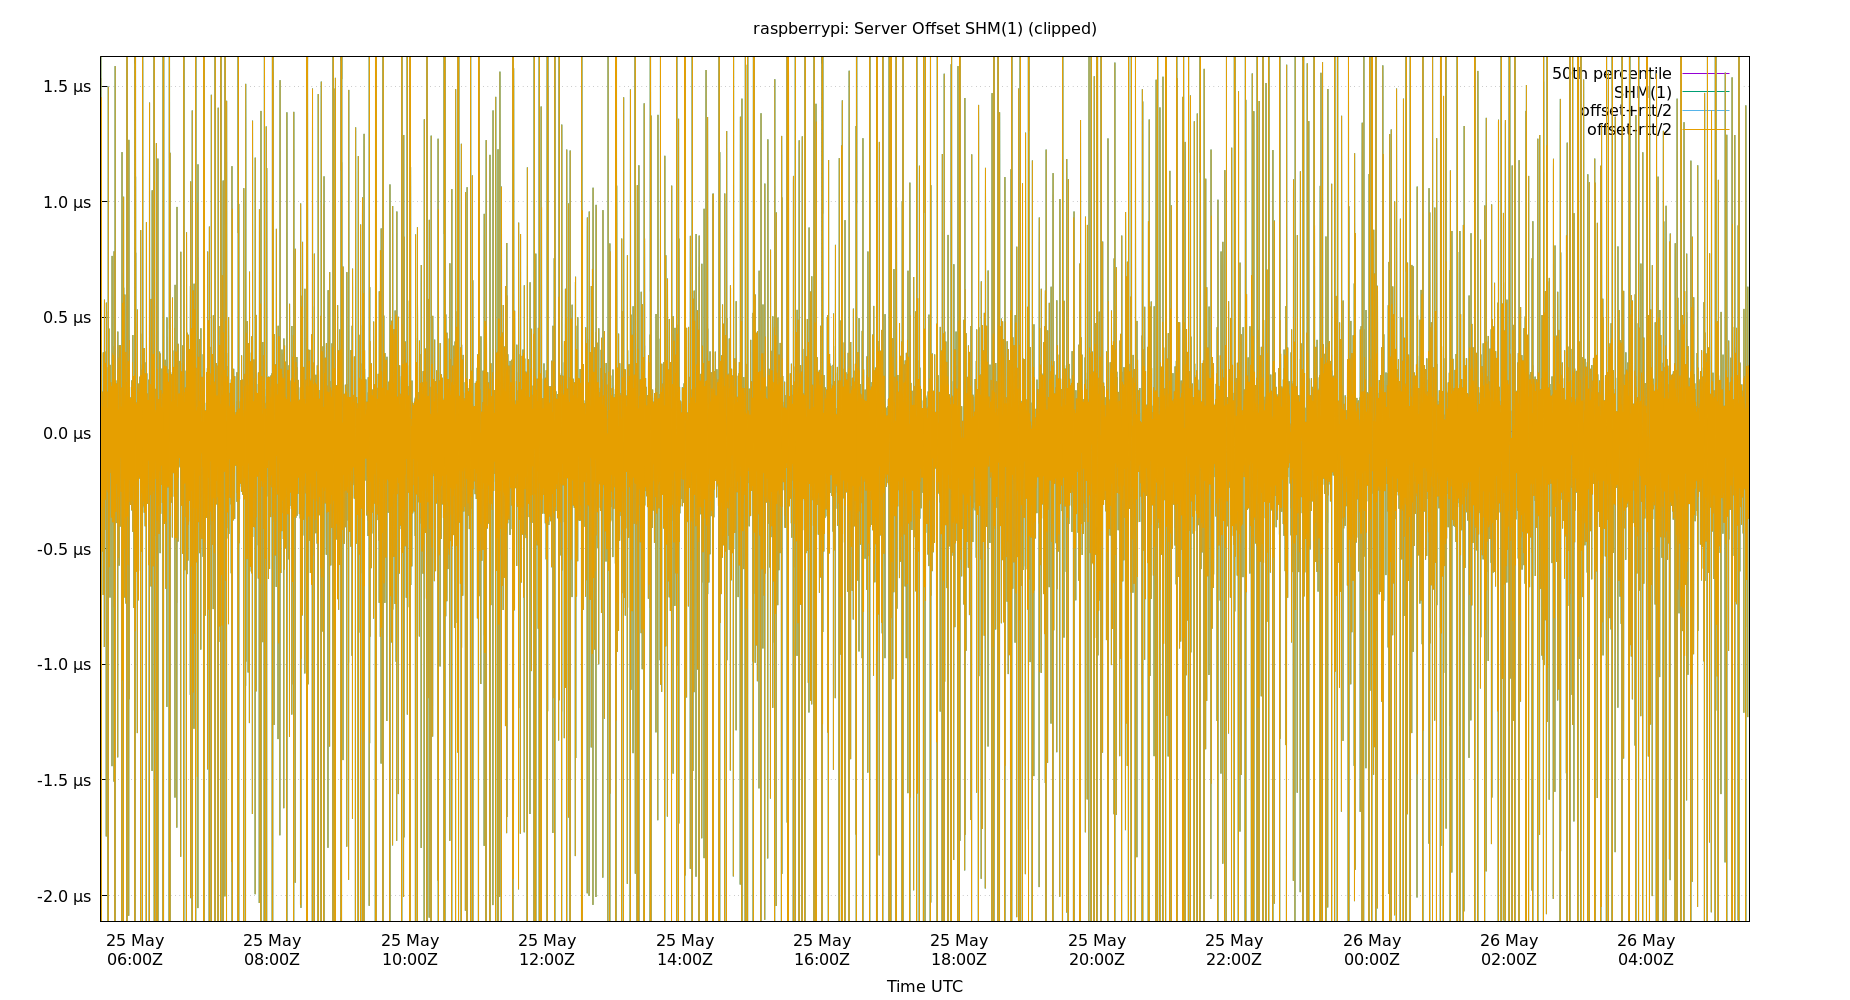 raspberrypi: Server Offset SHM(1) (clipped)
50th percentile
SHM(1)
offset+rtt/2
offset-rtt/2
1.5 µs
1.0 µs
0.5 µs
0.0 µs
-0.5 µs
-1.0 µs
-1.5 µs
-2.0 µs
25 May 25 May 25 May 25 May 25 May 25 May 25 May 25 May 25 May 26 May 26 May 26 May
06:00Z 08:00Z 10:00Z 12:00Z 14:00Z 16:00Z 18:00Z 20:00Z 22:00Z 00:00Z 02:00Z 04:00Z
Time UTC